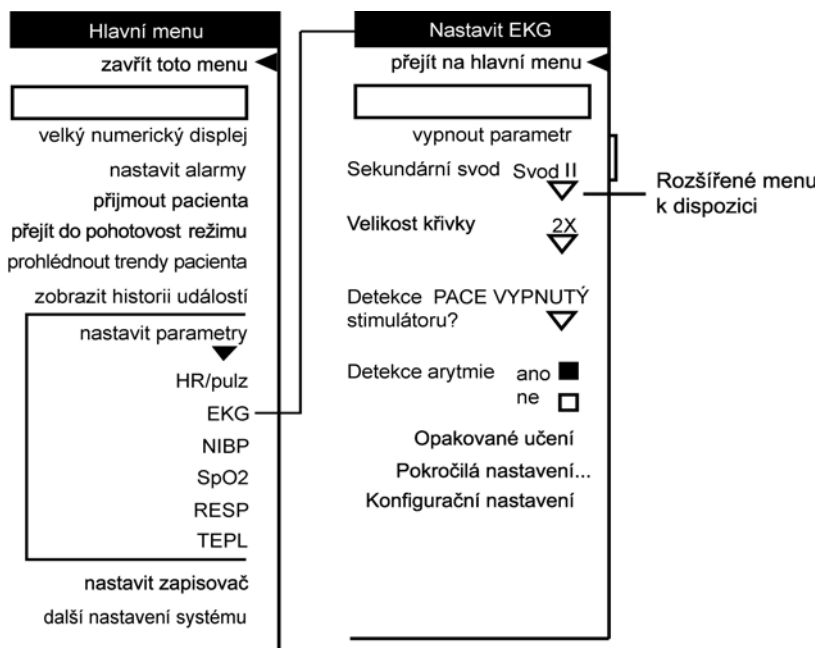 Hlavní menu
zavřít toto menu
velký numerický displej
nastavit alarmy
přijmout pacienta
přejít do pohotovost režimu
prohlédnout trendy pacienta
zobrazit historii událostí
nastavit parametry
HR/pulz
EKG
NIBP
SpO2
RESP
TEPL
nastavit zapisovač
další nastavení systému
Nastavit EKG
přejít na hlavní menu
vypnout parametr
Sekundární svod Svod II
Velikost křivky 2X
Detekce PACE VYPNUTÝ
stimulátoru?
Detekce arytmie ano
ne
Opakované učení
Pokročilá nastavení...
Konfigurační nastavení
Rozšířené menu
k dispozici